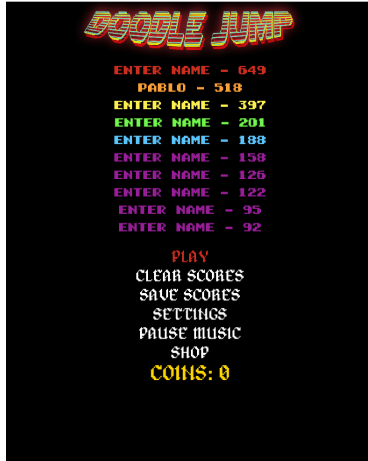 DOODLE JUMP
ENTER NAME - 649
PABLO - 518
ENTER NAME - 397
ENTER NAME - 201
ENTER NAME - 188
ENTER NAME - 158
ENTER NAME - 126
ENTER NAME - 122
ENTER NAME - 95
ENTER NAME - 92
PLAY
CLEAR SCORES
SAVE SCORES
SETTINGS
PAUSE MUSIC
SHOP
COINS: 0